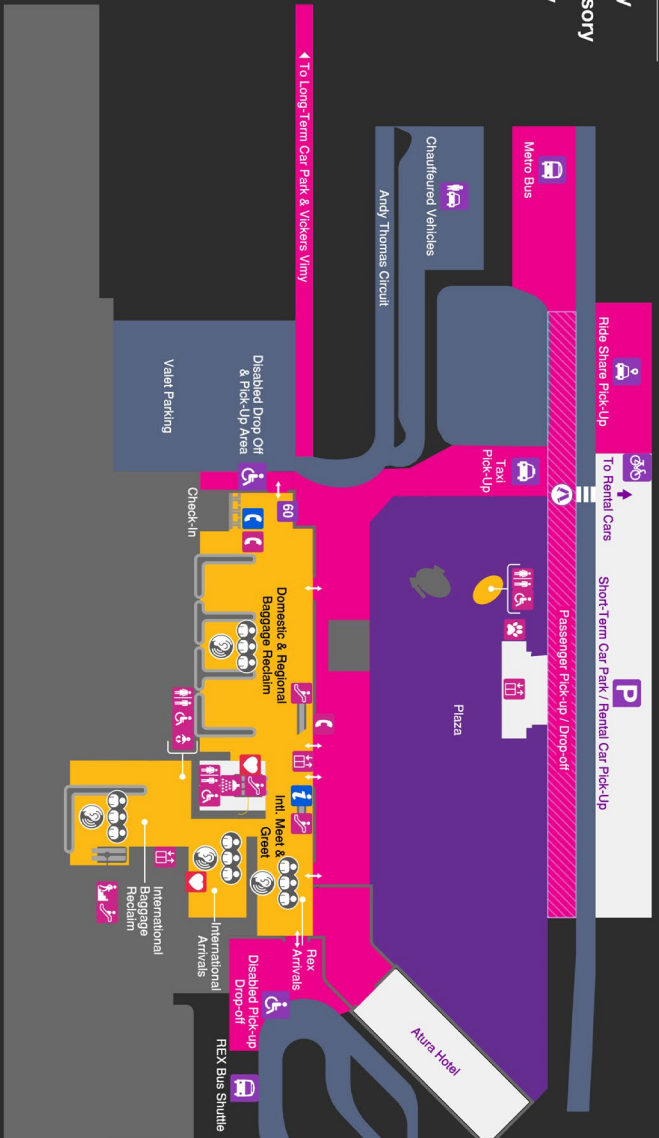 y
sory
Ride Share Pick-Up
To Rental Cars
Short-Term Car Park / Rental Car Pick-Up
P
Passenger Pick-up / Drop-off
Metro Bus
Taxi
Pick-Up
Chauffeured Vehicles
Plaza
Andy Thomas Circuit
Atura Hotel
To Long-Term Car Park & Vickers Vimy
60
i
Domestic & Regional
Baggage Reclaim
Intl. Meet &
Greet
Rex
Arrivals
Disabled Drop Off
& Pick-Up Area
Disabled Pick-up
Drop-off
Check-In
Valet Parking
International
Arrivals
REX Bus Shuttle
International
Baggage
Reclaim